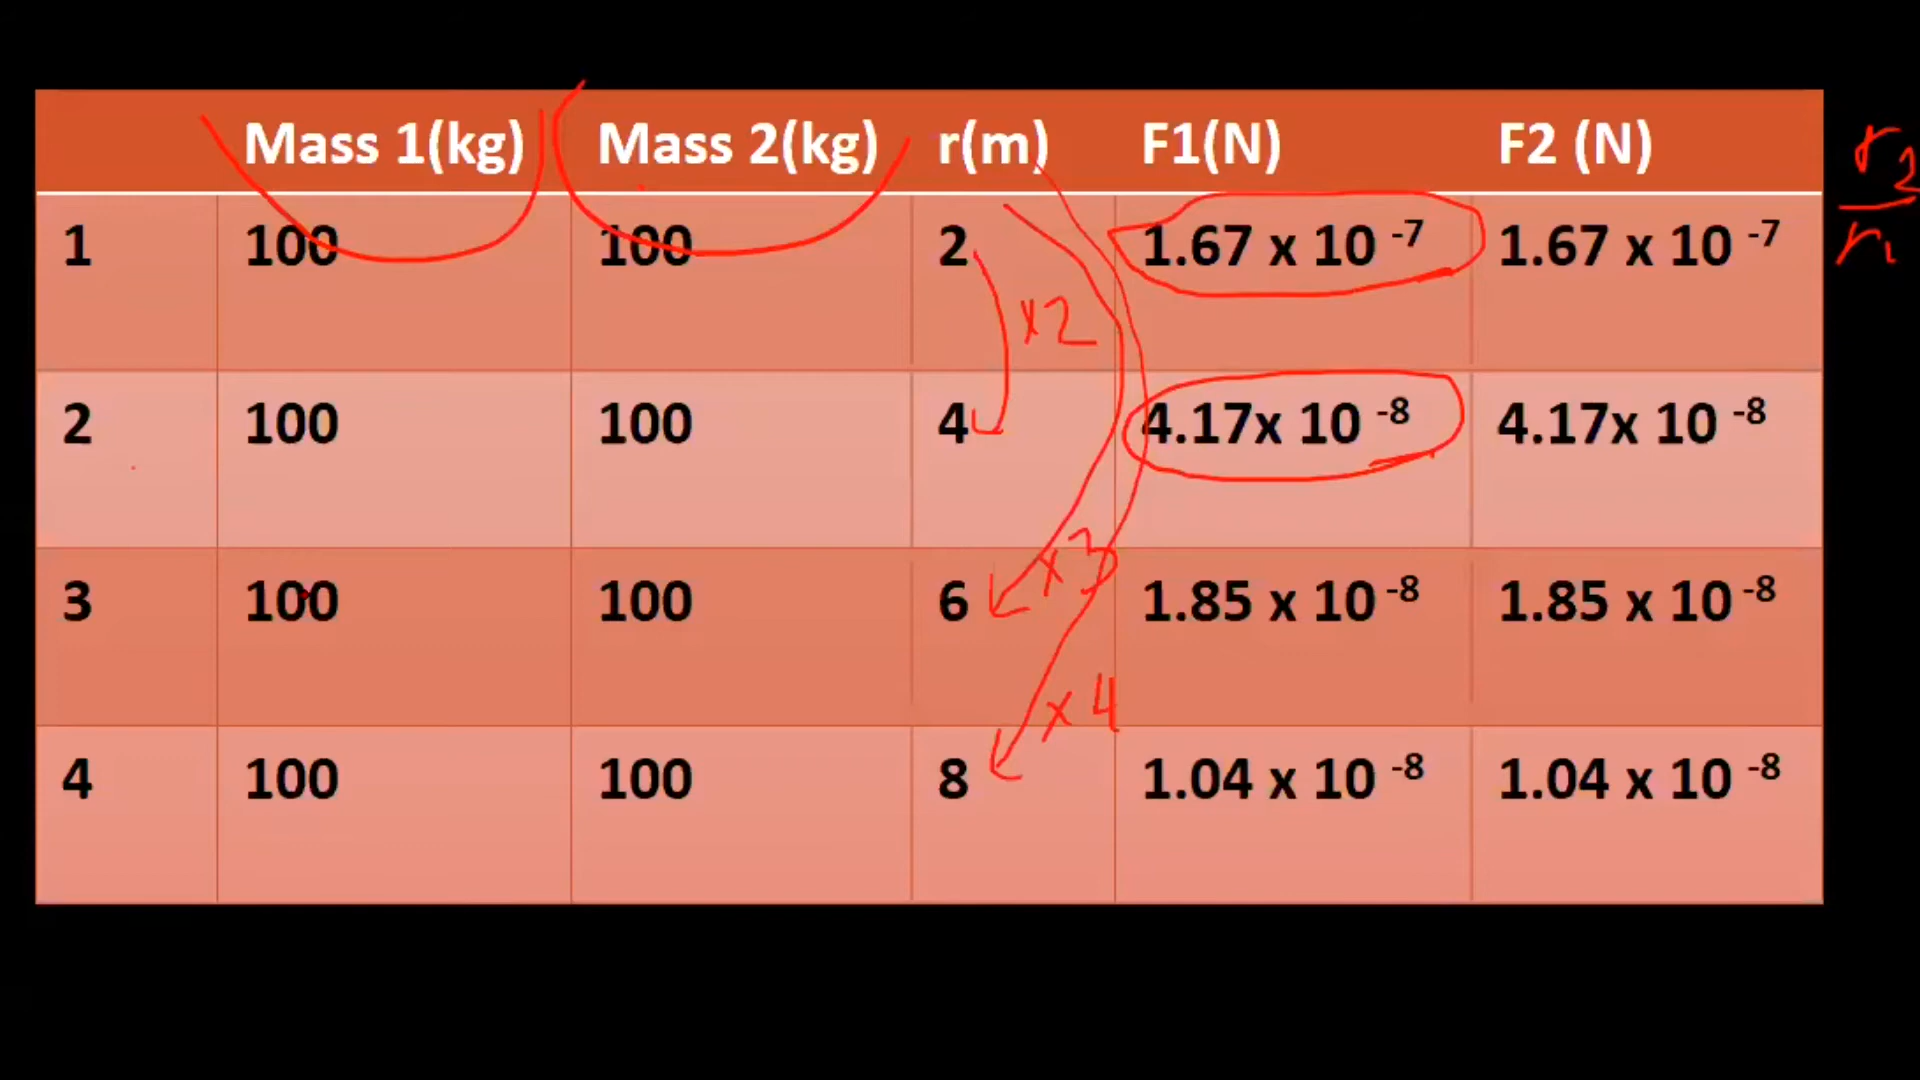 Mass 1(kg) Mass 2(kg) r(m) F1(N) F2 (N)
r2
r1
1 100 100 2 1.67 x 10 -7 1.67 x 10 -7
x2
2 100 100 4 4.17x 10 -8 4.17x 10 -8
x3
3 100 100 6 1.85 x 10 -8 1.85 x 10 -8
x4
4 100 100 8 1.04 x 10 -8 1.04 x 10 -8